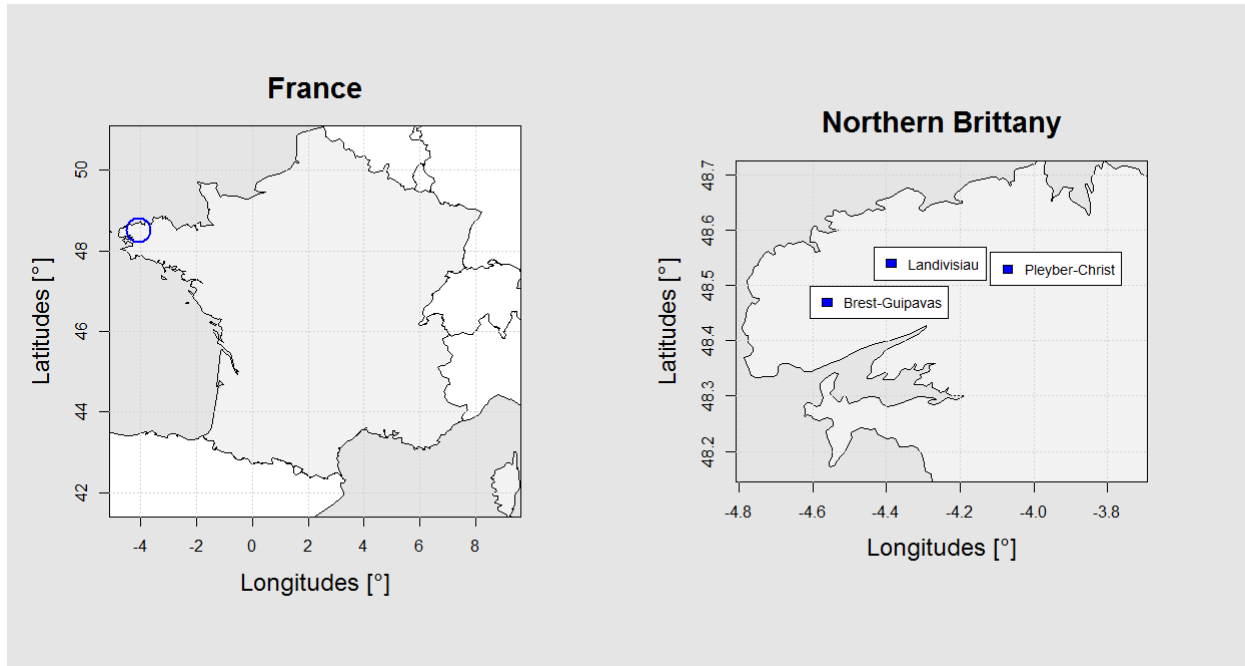 France
Latitudes [°]
50
48
46
44
42
-4
-2
0
2
4
6
8
Longitudes [°]
Northern Brittany
Latitudes [°]
48.7
48.6
48.5
48.4
48.3
48.2
Landivisiau
Pleyber-Christ
Brest-Guipavas
-4.8
-4.6
-4.4
-4.2
-4.0
-3.8
Longitudes [°]